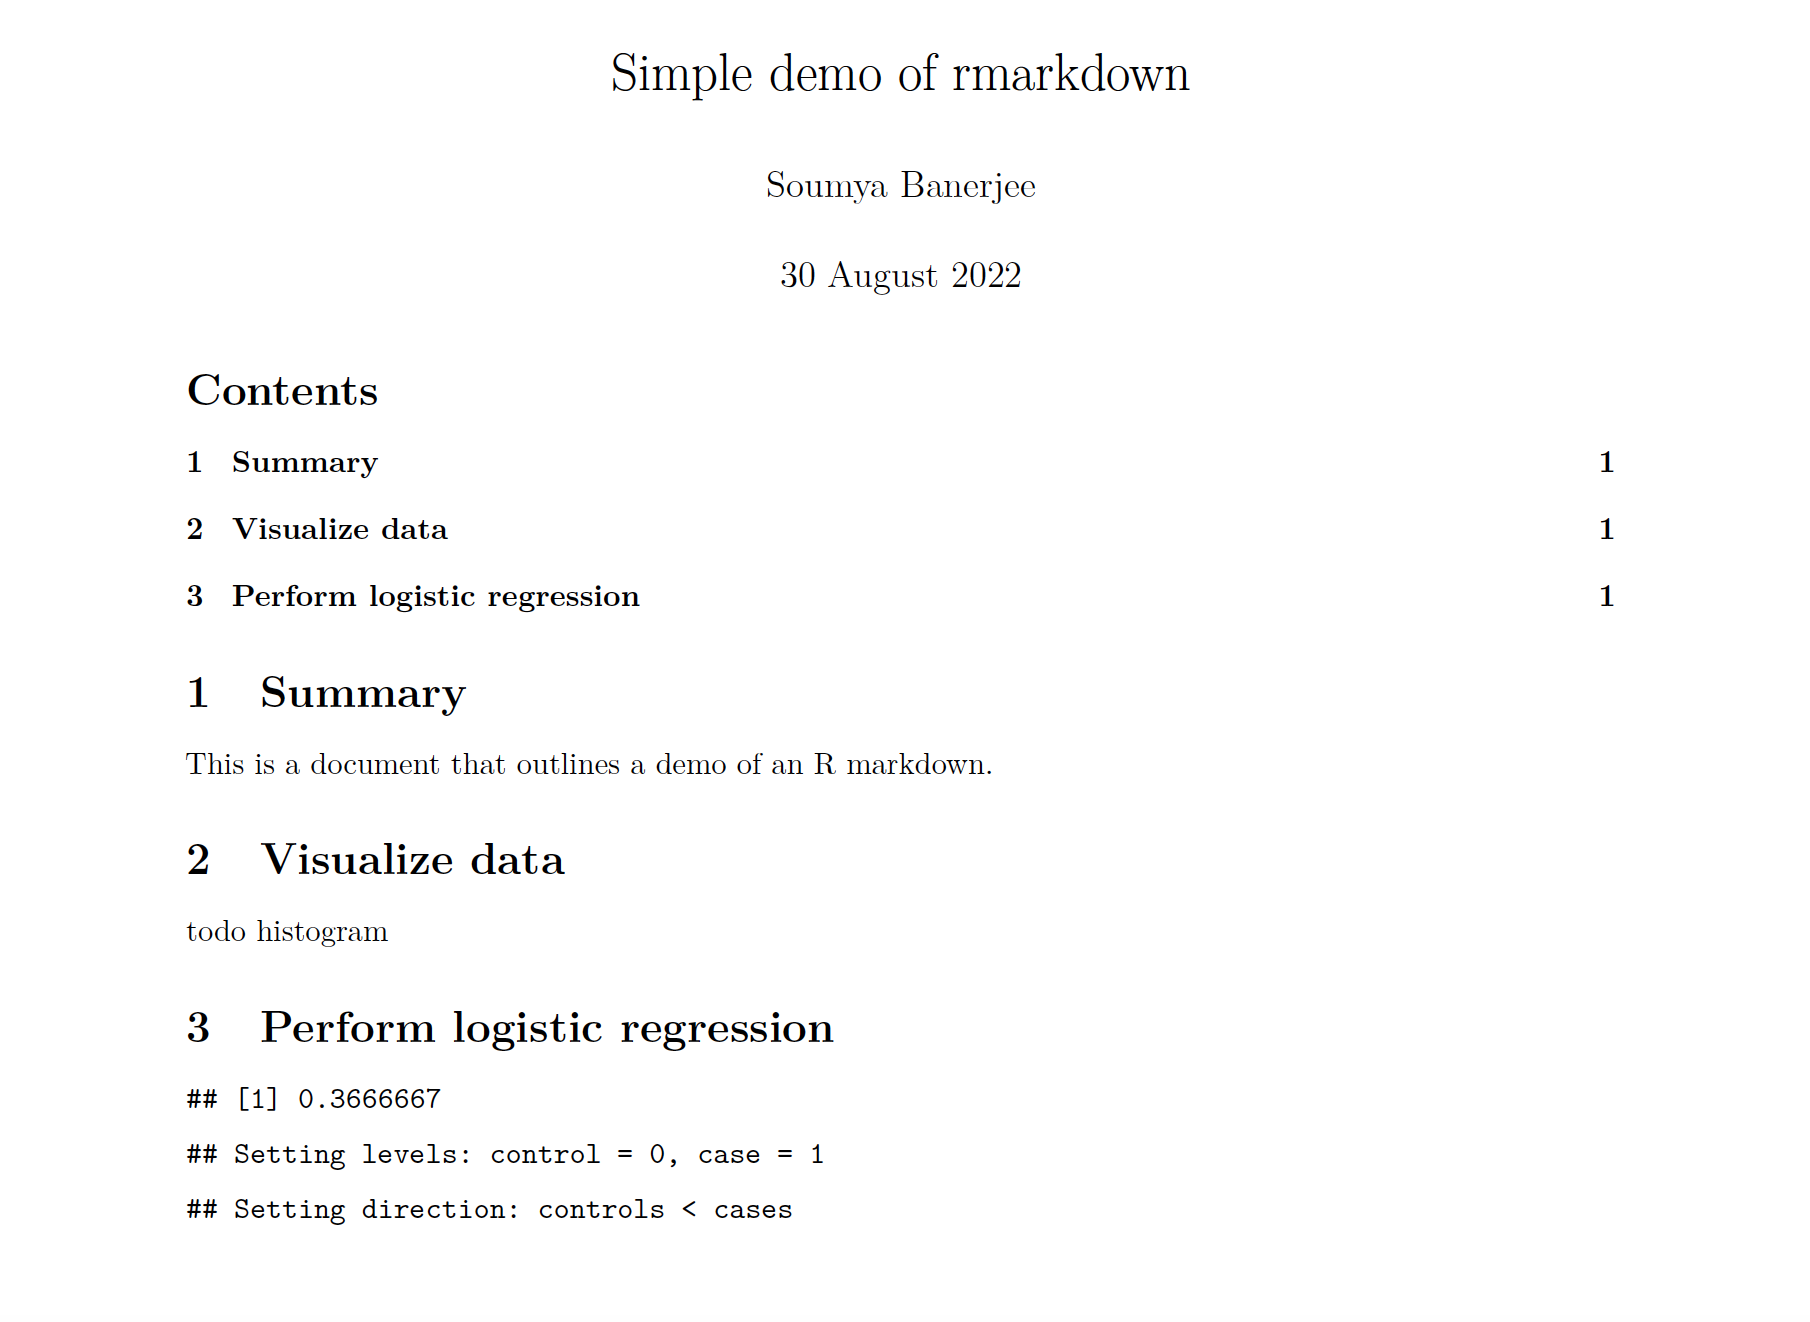 Simple demo of rmarkdown
Soumya Banerjee
30 August 2022
Contents
1 Summary 1
2 Visualize data 1
3 Perform logistic regression 1
1 Summary
This is a document that outlines a demo of an R markdown.
2 Visualize data
todo histogram
3 Perform logistic regression
## [1] 0.3666667
## Setting levels: control = 0, case = 1
## Setting direction: controls < cases